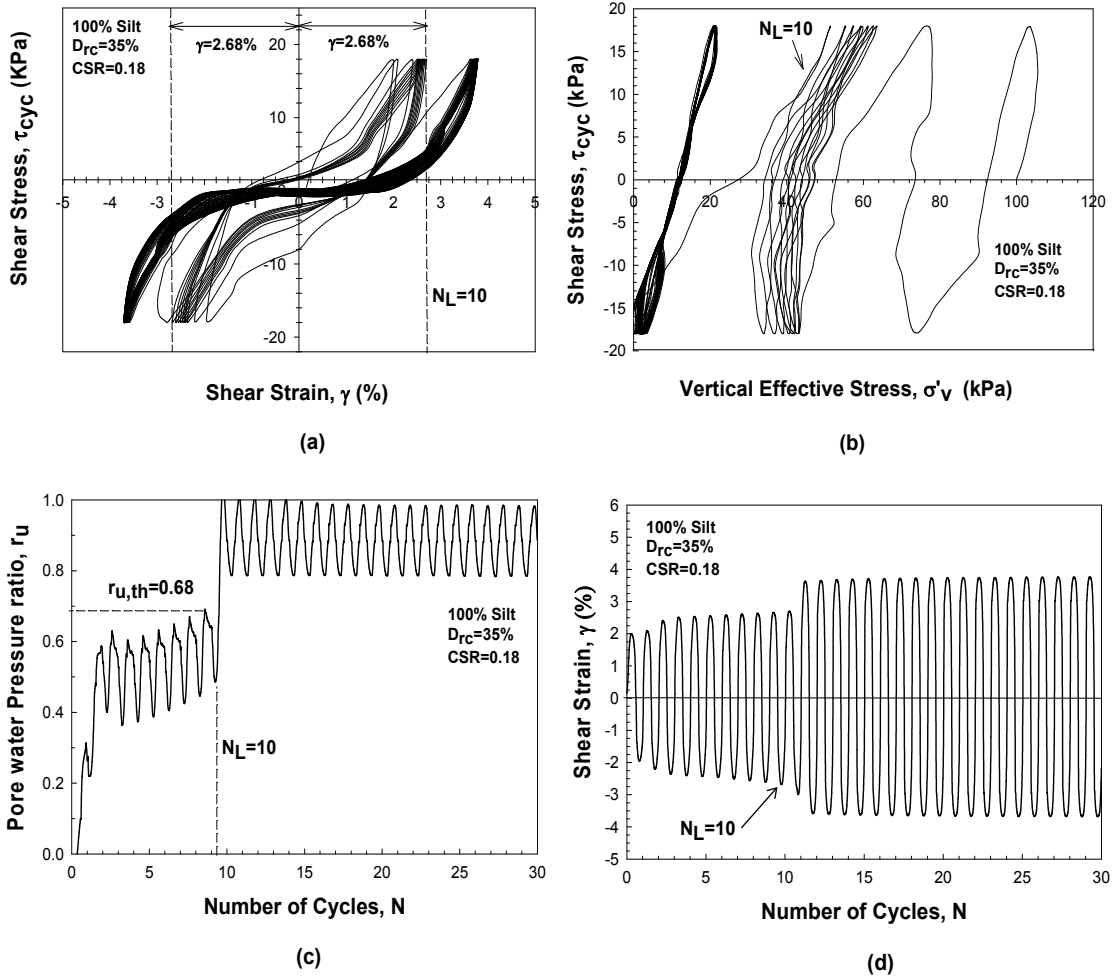 100% Silt
Drc=35%
CSR=0.18
γ=2.68%
γ=2.68%
Shear Stress, τcyc (KPa)
20
10
0
-10
-20
-5 -4 -3 -2 -1 0 1 2 3 4 5
NL=10
Shear Strain, γ (%)
(a)
NL=10
Shear Stress, τcyc (kPa)
20
15
10
5
0
-5
-10
-15
-20
0 20 40 60 80 100 120
100% Silt
Drc=35%
CSR=0.18
Vertical Effective Stress, σ'v (kPa)
(b)
Pore water Pressure ratio, ru
1.0
0.8
0.6
0.4
0.2
0.0
ru,th=0.68
100% Silt
Drc=35%
CSR=0.18
NL=10
0 5 10 15 20 25 30
Number of Cycles, N
(c)
Shear Strain, γ (%)
6
5
4
3
2
1
0
-1
-2
-3
-4
-5
100% Silt
Drc=35%
CSR=0.18
NL=10
0 5 10 15 20 25 30
Number of Cycles, N
(d)